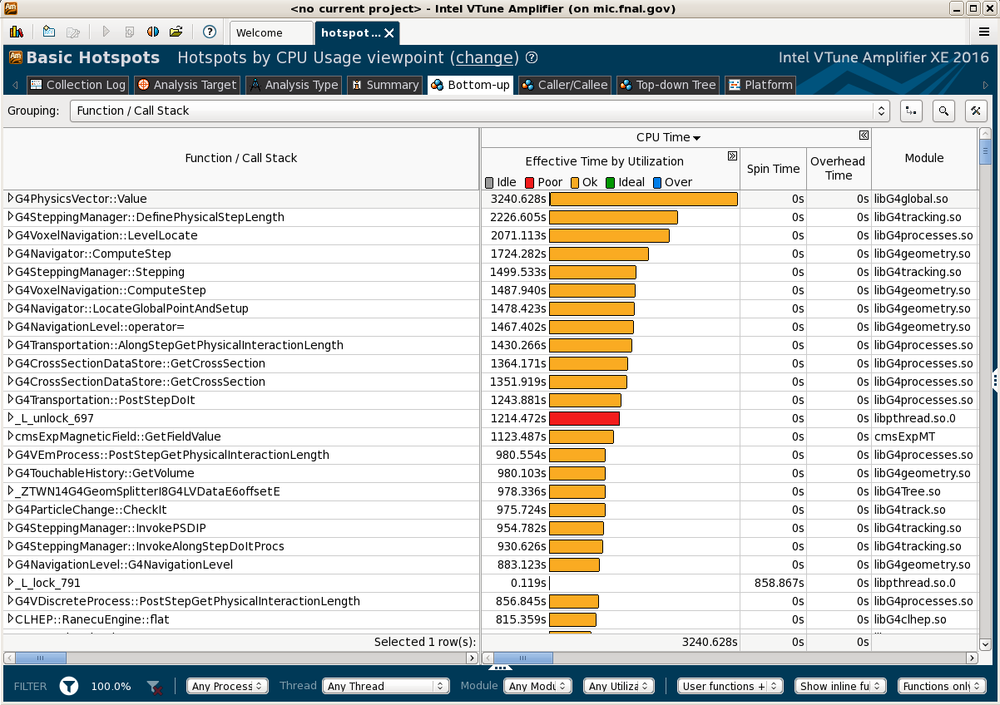 <no current project> - Intel VTune Amplifier (on mic.fnal.gov)
Welcome
hotspot ...
Basic Hotspots Hotspots by CPU Usage viewpoint (change)
Intel VTune Amplifier XE 2016
Collection Log Analysis Target Analysis Type Summary Bottom-up Caller/Callee Top-down Tree Platform
Grouping: Function / Call Stack
Function / Call Stack
CPU Time
Effective Time by Utilization
Idle Poor Ok Ideal Over
Spin Time
Overhead Time
Module
G4PhysicsVector::Value 3240.628s 0s 0s libG4global.so
G4SteppingManager::DefinePhysicalStepLength 2226.605s 0s 0s libG4tracking.so
G4VoxelNavigation::LevelLocate 2071.113s 0s 0s libG4processes.so
G4Navigator::ComputeStep 1724.282s 0s 0s libG4geometry.so
G4SteppingManager::Stepping 1499.533s 0s 0s libG4tracking.so
G4VoxelNavigation::ComputeStep 1487.940s 0s 0s libG4geometry.so
G4Navigator::LocateGlobalPointAndSetup 1478.423s 0s 0s libG4geometry.so
G4NavigationLevel::operator= 1467.402s 0s 0s libG4geometry.so
G4Transportation::AlongStepGetPhysicalInteractionLength 1430.266s 0s 0s libG4processes.so
G4CrossSectionDataStore::GetCrossSection 1364.171s 0s 0s libG4processes.so
G4CrossSectionDataStore::GetCrossSection 1351.919s 0s 0s libG4processes.so
G4Transportation::PostStepDoIt 1243.881s 0s 0s libG4processes.so
_L_unlock_697 1214.472s 0s 0s libpthread.so.0
cmsExpMagneticField::GetFieldValue 1123.487s 0s 0s cmsExpMT
G4VEmProcess::PostStepGetPhysicalInteractionLength 980.554s 0s 0s libG4processes.so
G4TouchableHistory::GetVolume 980.103s 0s 0s libG4geometry.so
_ZTWN14G4GeomSplitterI8G4LVDataE6offsetE 978.336s 0s 0s libG4Tree.so
G4ParticleChange::CheckIt 975.724s 0s 0s libG4track.so
G4SteppingManager::InvokePSDIP 954.782s 0s 0s libG4tracking.so
G4SteppingManager::InvokeAlongStepDoItProcs 930.626s 0s 0s libG4tracking.so
G4NavigationLevel::G4NavigationLevel 883.123s 0s 0s libG4geometry.so
_L_lock_791 0.119s 858.867s 0s libpthread.so.0
G4VDiscreteProcess::PostStepGetPhysicalInteractionLength 856.845s 0s 0s libG4processes.so
CLHEP::RanecuEngine::flat 815.359s 0s 0s libG4clhep.so
Selected 1 row(s): 3240.628s 0s 0s
FILTER 100.0% Any Process Thread Any Thread Module Any Modu Any Utiliza User functions + Show inline fu Functions only